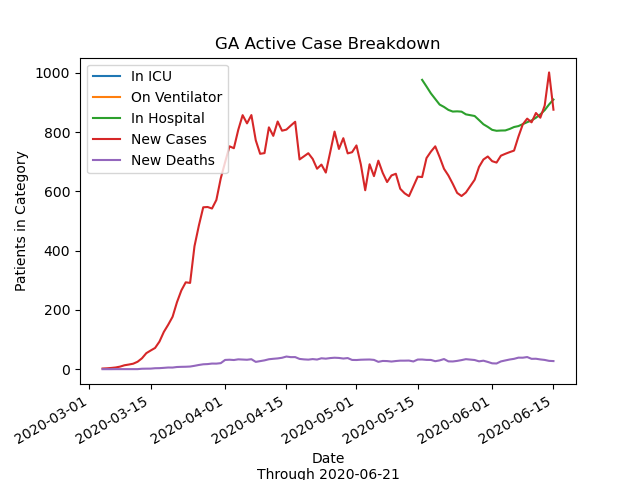 GA Active Case Breakdown
In ICU
On Ventilator
In Hospital
New Cases
New Deaths
Patients in Category
1000
800
600
400
200
0
2020-03-01
2020-03-15
2020-04-01
2020-04-15
2020-05-01
2020-05-15
2020-06-01
2020-06-15
Date
Through 2020-06-21